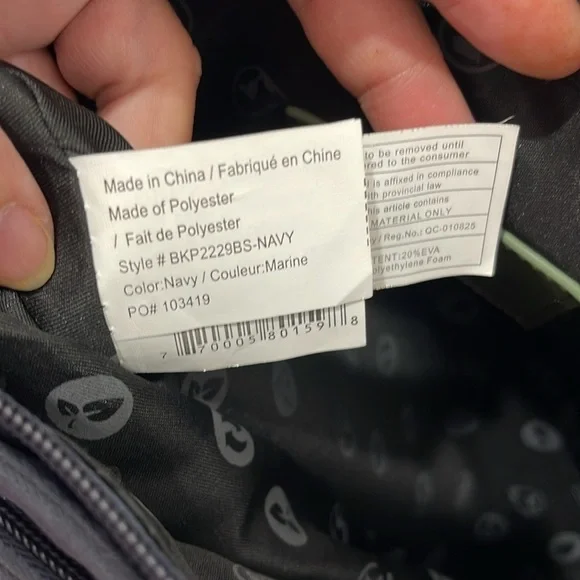 Made in China / Fabriqué en Chine
Made of Polyester
/ Fait de Polyester
Style # BKP2229BS-NAVY
Color:Navy / Couleur:Marine
PO# 103419
7 70005 80159 8
to be removed until
red to the consumer
is affixed in compliance
with provincial law
his article contains
MATERIAL ONLY
y / Reg.No.: QC-010825
TENT:20%EVA
olyethylene Foam